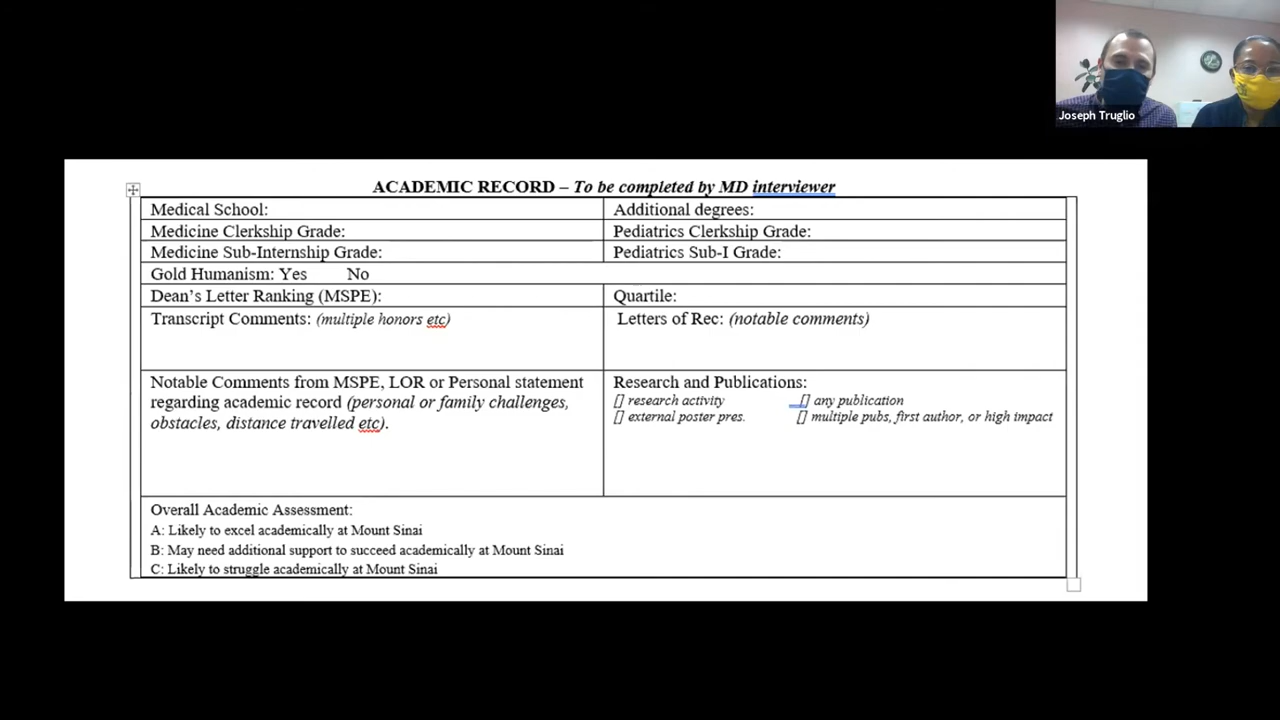 Joseph Truglio
ACADEMIC RECORD – To be completed by MD interviewer
Medical School:
Additional degrees:
Medicine Clerkship Grade:
Pediatrics Clerkship Grade:
Medicine Sub-Internship Grade:
Pediatrics Sub-I Grade:
Gold Humanism: Yes No
Dean's Letter Ranking (MSPE):
Quartile:
Transcript Comments: (multiple honors etc)
Letters of Rec: (notable comments)
Notable Comments from MSPE, LOR or Personal statement
regarding academic record (personal or family challenges,
obstacles, distance travelled etc).
Research and Publications:
[] research activity
[] any publication
[] external poster pres.
[] multiple pubs, first author, or high impact
Overall Academic Assessment:
A: Likely to excel academically at Mount Sinai
B: May need additional support to succeed academically at Mount Sinai
C: Likely to struggle academically at Mount Sinai